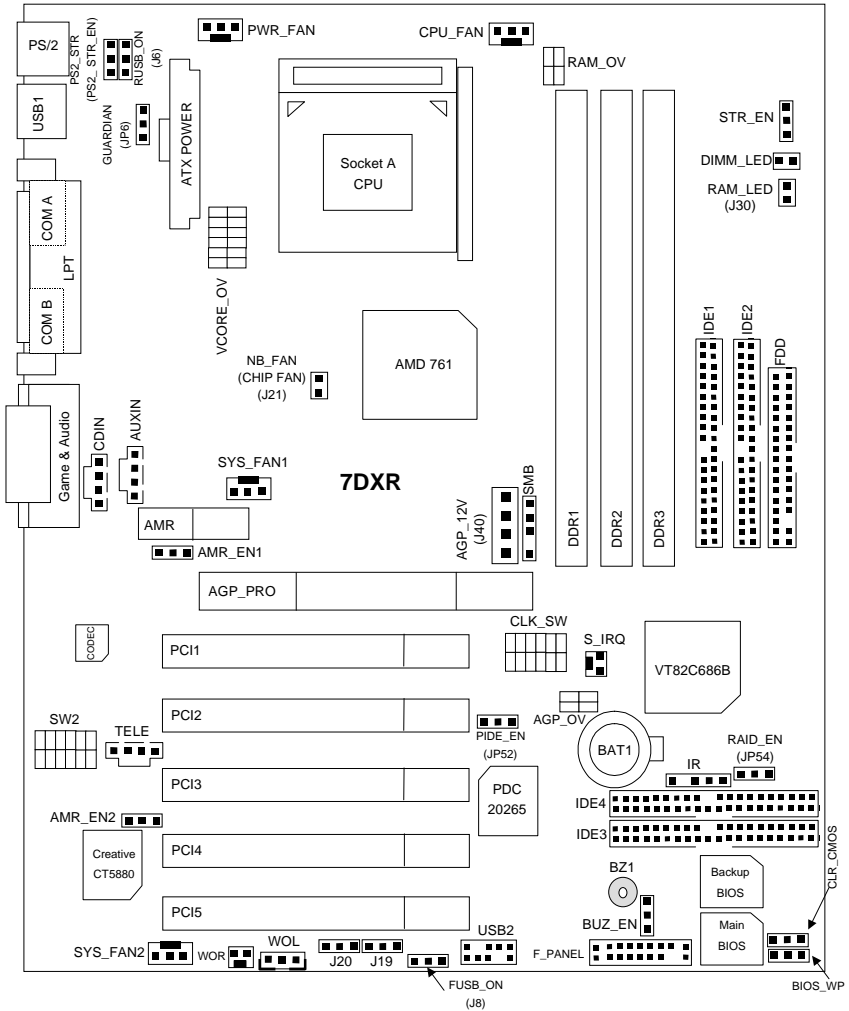 PWR_FAN
CPU_FAN
PS/2
PS2_STR
(PS2_ STR_EN)
RUSB_ON
(J6)
RAM_OV
USB1
GUARDIAN
(JP6)
ATX POWER
STR_EN
Socket A
CPU
DIMM_LED
RAM_LED
(J30)
COM A
LPT
COM B
VCORE_OV
IDE1
IDE2
FDD
NB_FAN
(CHIP FAN)
(J21)
AMD 761
Game & Audio
CDIN
AUXIN
SYS_FAN1
7DXR
AGP_12V
(J40)
SMB
DDR1
DDR2
DDR3
AMR
AMR_EN1
AGP_PRO
CLK_SW
S_IRQ
CODEC
PCI1
VT82C686B
PCI2
AGP_OV
SW2
TELE
PIDE_EN
(JP52)
BAT1
RAID_EN
(JP54)
IR
PCI3
PDC
20265
IDE4
AMR_EN2
IDE3
CLR_CMOS
Creative
CT5880
PCI4
BZ1
Backup
BIOS
PCI5
BUZ_EN
Main
BIOS
SYS_FAN2
WOR
WOL
J20
J19
USB2
F_PANEL
FUSB_ON
(J8)
BIOS_WP